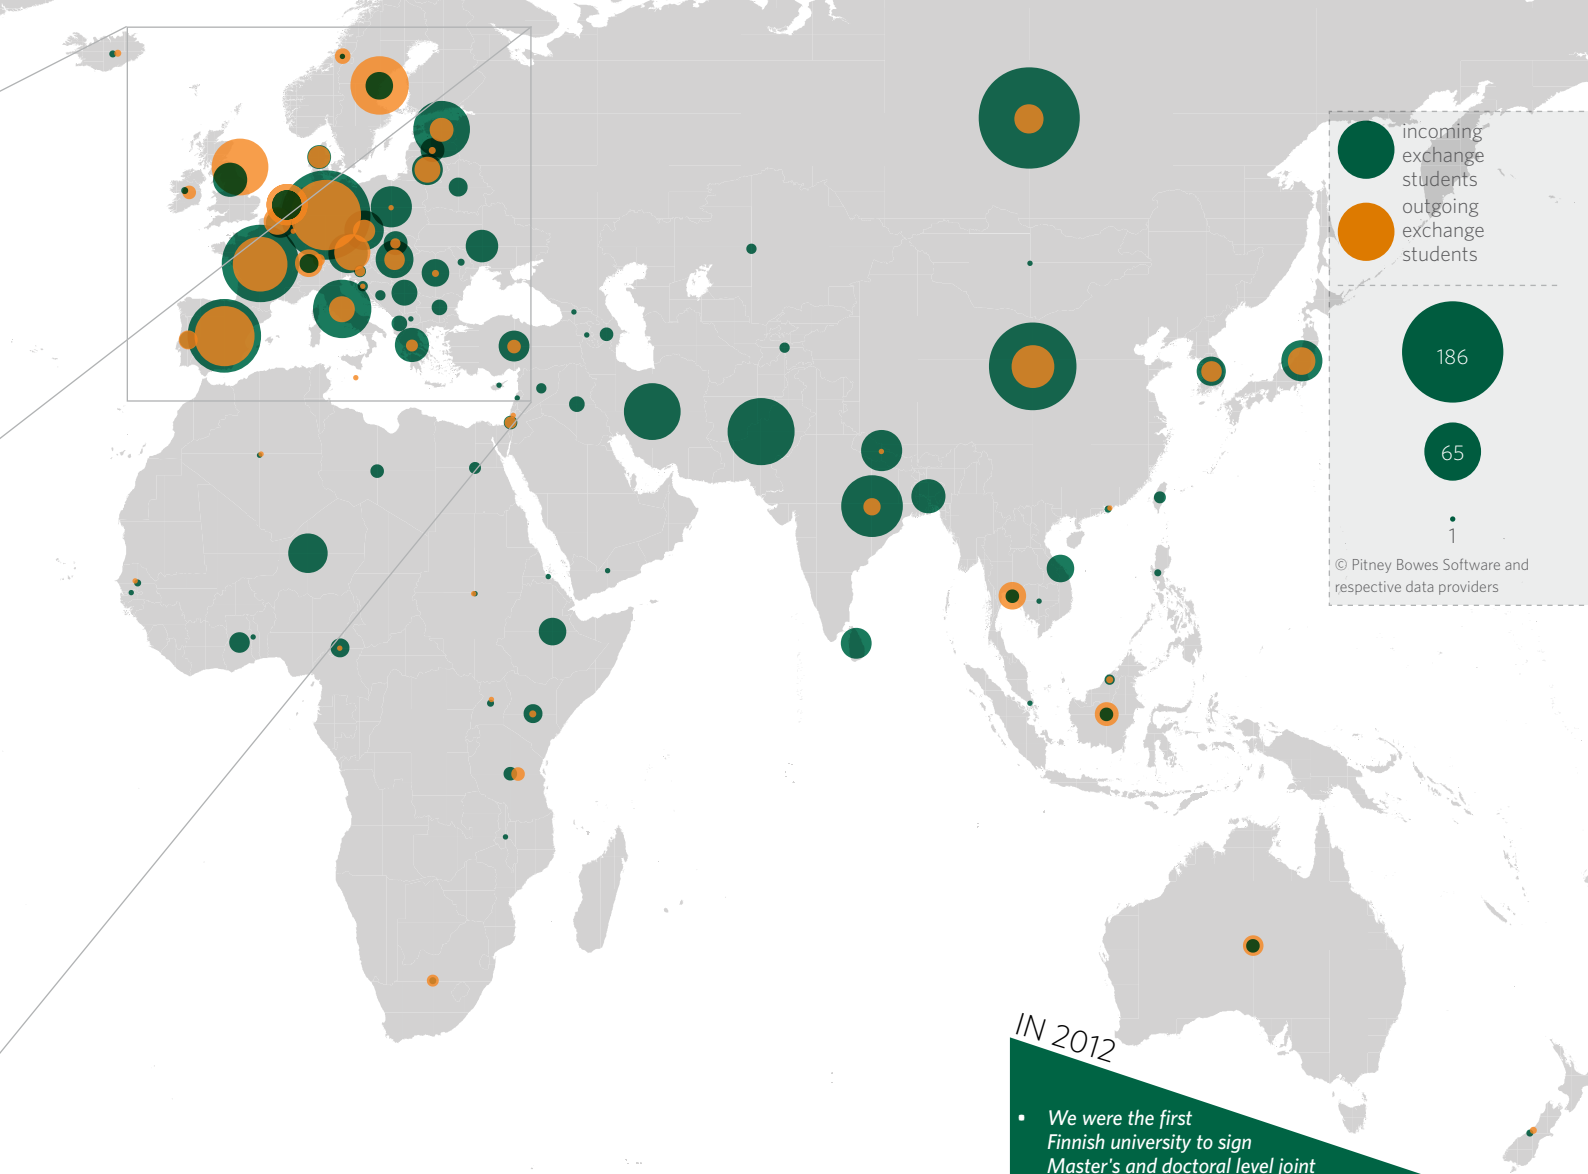 incoming
exchange
students
outgoing
exchange
students
186
65
1
© Pitney Bowes Software and
respective data providers
IN 2012
• We were the first
Finnish university to sign
Master's and doctoral level joint